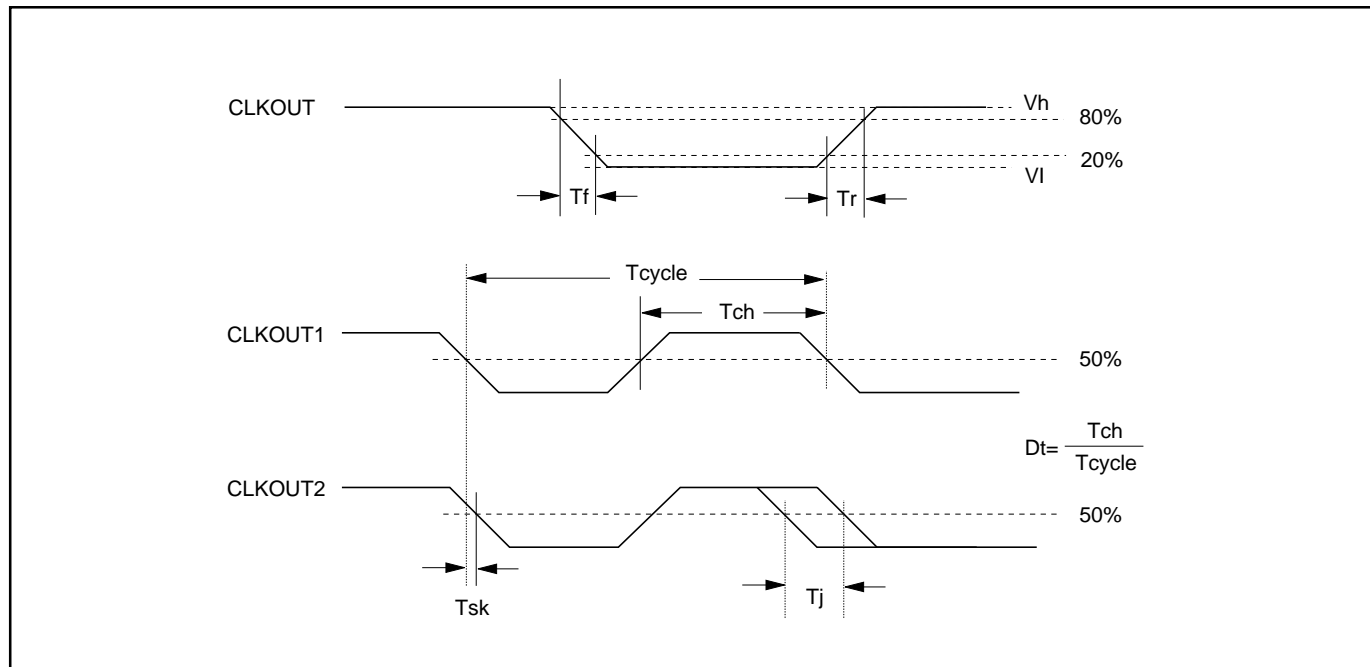 CLKOUT
Vh
80%
20%
Vl
Tf
Tr
Tcycle
Tch
CLKOUT1
50%
Dt= Tch
Tcycle
CLKOUT2
50%
Tsk
Tj